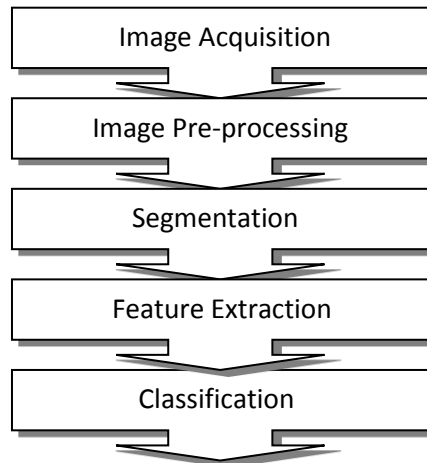 Image Acquisition
Image Pre-processing
Segmentation
Feature Extraction
Classification